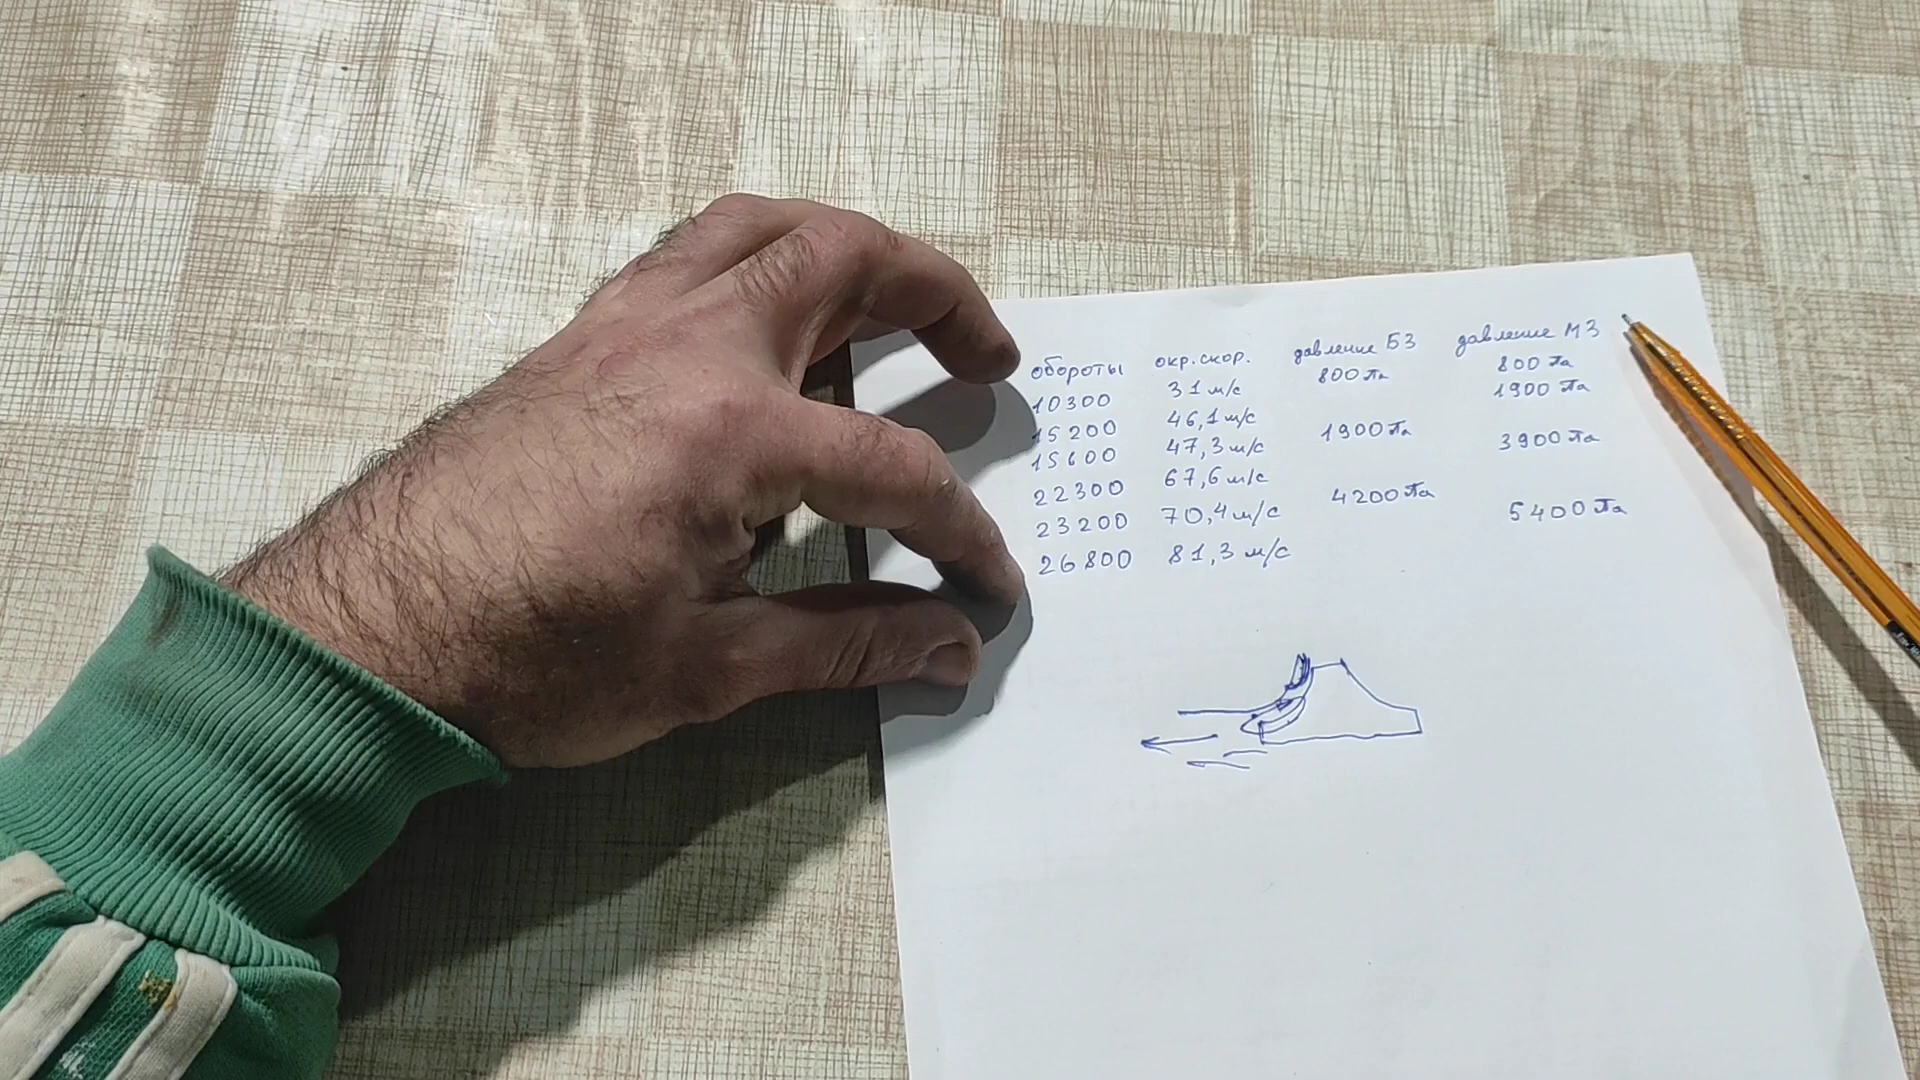 обороты окр.скор. давление БЗ давление МЗ
10300 31 м/с 800 Па 800 Па
15200 46,1 м/с 1900 Па
15600 47,3 м/с 1900 Па
22300 67,6 м/с 3900 Па
23200 70,4 м/с 4200 Па
26800 81,3 м/с 5400 Па